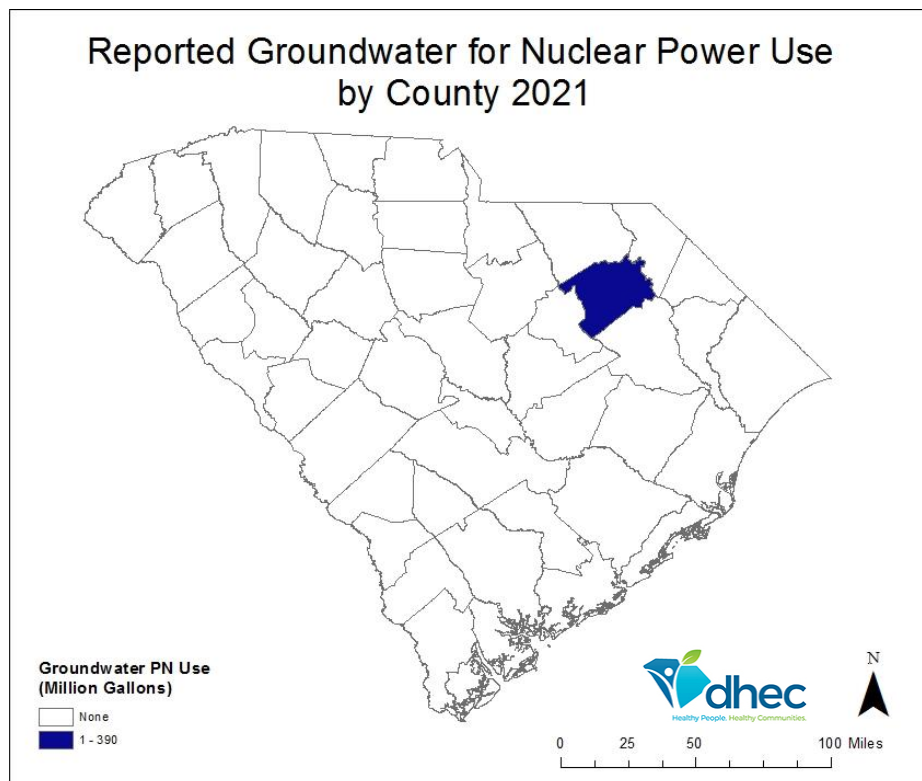 Reported Groundwater for Nuclear Power Use
by County 2021
Groundwater PN Use
(Million Gallons)
None
1 - 390
dhec
Healthy People. Healthy Communities.
N
0 25 50 100 Miles